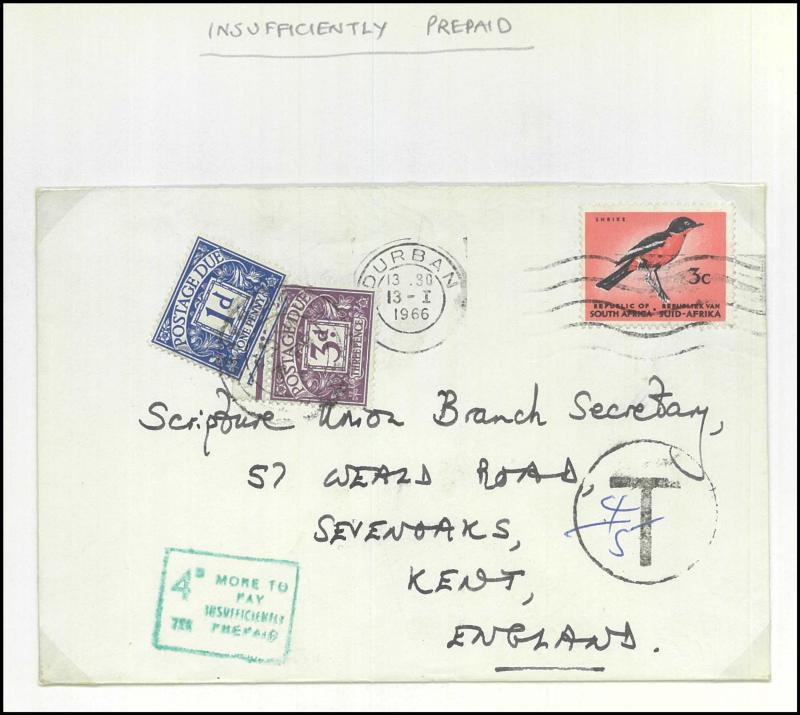 INSUFFICIENTLY PREPAID
SHRIKE
3c
REPUBLIC OF REPUBLIEK VAN
SOUTH AFRICA SUID-AFRIKA
DURBAN
13 .30
13 - I
1966
POSTAGE DUE
1d
ONE PENNY
POSTAGE DUE
3d
THREE PENCE
Scripture Union Branch Secretary,
57 WEALD ROAD,
SEVENOAKS,
KENT,
ENGLAND.
T
4/5
4D MORE TO
PAY
INSUFFICIENTLY
PREPAID